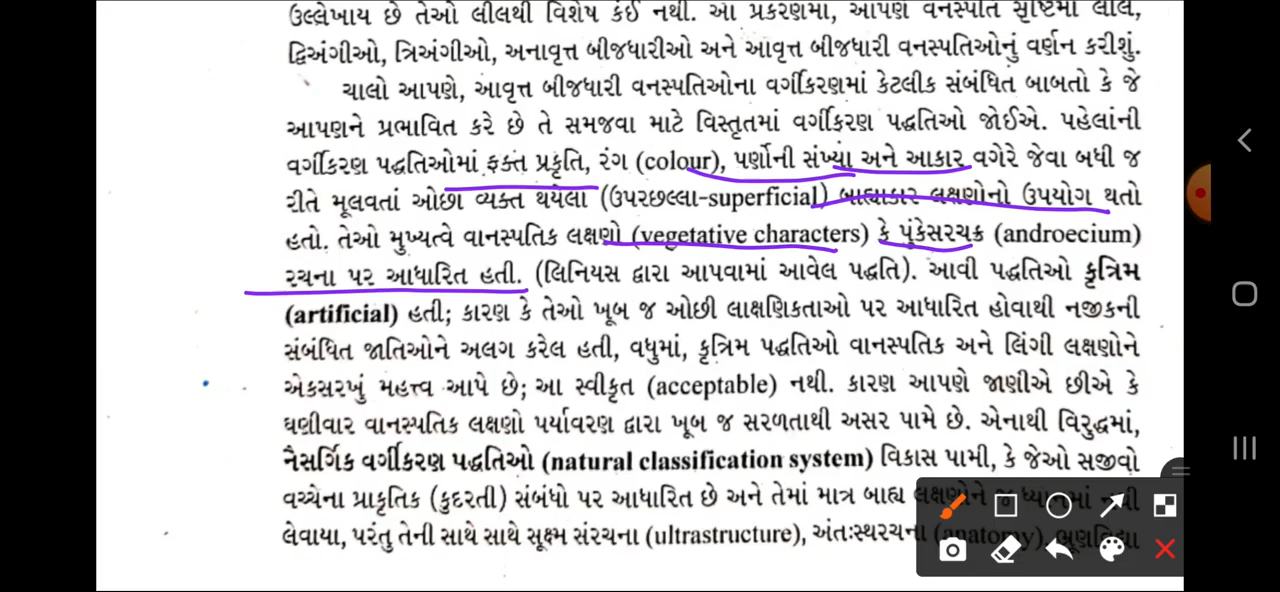 ઉલ્લેખાય છે તેઓ લીલથી વિશેષ કંઈ નથી. આ પ્રકરણમાં, આપણે વનસ્પતિ સૃષ્ટિમાં લીલ,
દ્વિઅંગીઓ, ત્રિઅંગીઓ, અનાવૃત્ત બીજધારીઓ અને આવૃત્ત બીજધારી વનસ્પતિઓનું વર્ણન કરીશું.
ચાલો આપણે, આવૃત્ત બીજધારી વનસ્પતિઓના વર્ગીકરણમાં કેટલીક સંબંધિત બાબતો કે જે
આપણને પ્રભાવિત કરે છે તે સમજવા માટે વિસ્તૃતમાં વર્ગીકરણ પદ્ધતિઓ જોઈએ. પહેલાંની
વર્ગીકરણ પદ્ધતિઓમાં ફક્ત પ્રકૃતિ, રંગ (colour), પર્ણોની સંખ્યા અને આકાર વગેરે જેવા બધી જ
રીતે મૂલવતાં ઓછા વ્યક્ત થયેલા (ઉપરછલ્લા-superficial) બાહ્યાકાર લક્ષણોનો ઉપયોગ થતો
હતો. તેઓ મુખ્યત્વે વાનસ્પતિક લક્ષણો (vegetative characters) કે પુંકેસરચક્ર (androecium)
રચના પર આધારિત હતી. (લિનિયસ દ્વારા આપવામાં આવેલ પદ્ધતિ). આવી પદ્ધતિઓ કૃત્રિમ
(artificial) હતી; કારણ કે તેઓ ખૂબ જ ઓછી લાક્ષણિકતાઓ પર આધારિત હોવાથી નજીકની
સંબંધિત જાતિઓને અલગ કરેલ હતી, વધુમાં, કૃત્રિમ પદ્ધતિઓ વાનસ્પતિક અને લિંગી લક્ષણોને
એકસરખું મહત્ત્વ આપે છે; આ સ્વીકૃત (acceptable) નથી. કારણ આપણે જાણીએ છીએ કે
ઘણીવાર વાનસ્પતિક લક્ષણો પર્યાવરણ દ્વારા ખૂબ જ સરળતાથી અસર પામે છે. એનાથી વિરુદ્ધમાં,
નૈસર્ગિક વર્ગીકરણ પદ્ધતિઓ (natural classification system) વિકાસ પામી, કે જેઓ સજીવો
વચ્ચેના પ્રાકૃતિક (કુદરતી) સંબંધો પર આધારિત છે અને તેમાં માત્ર બાહ્ય લક્ષણોને જ ધ્યાનમાં નથી
લેવાયા, પરંતુ તેની સાથે સાથે સૂક્ષ્મ સંરચના (ultrastructure), અંતઃસ્થરચના (anatomy), ભ્રૂણવિદ્યા